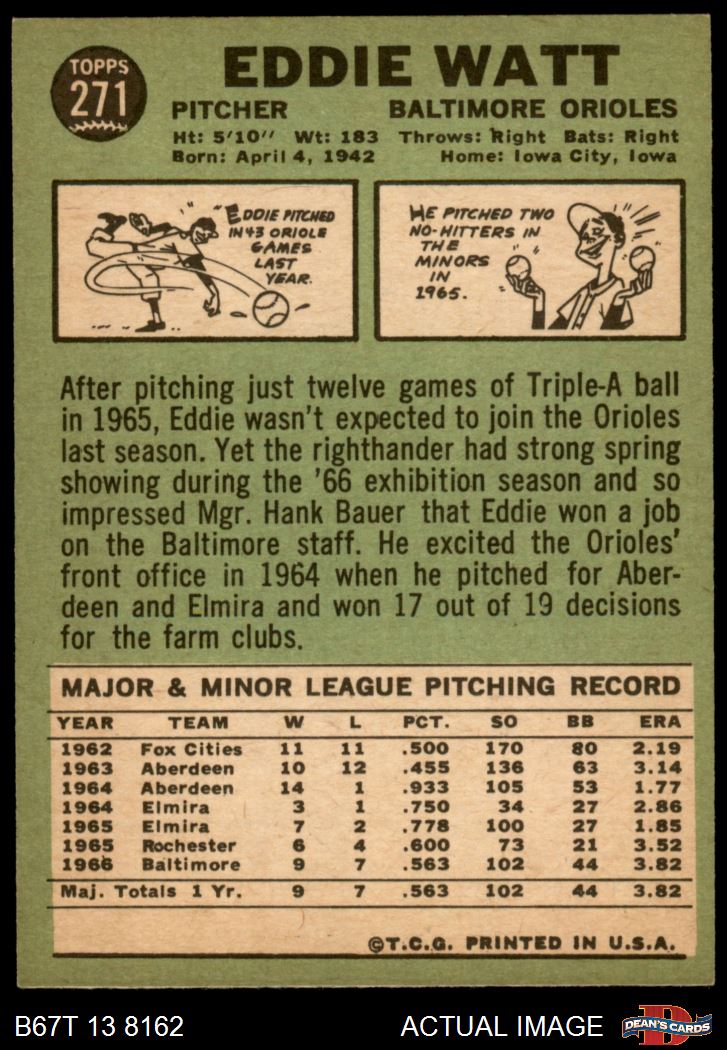 TOPPS
271
EDDIE WATT
PITCHER BALTIMORE ORIOLES
Ht: 5'10" Wt: 183 Throws: Right Bats: Right
Born: April 4, 1942 Home: Iowa City, Iowa
"EDDIE PITCHED
IN 43 ORIOLE
GAMES
LAST
YEAR.
HE PITCHED TWO
NO-HITTERS IN
THE
MINORS
IN
1965.
After pitching just twelve games of Triple-A ball
in 1965, Eddie wasn't expected to join the Orioles
last season. Yet the righthander had strong spring
showing during the '66 exhibition season and so
impressed Mgr. Hank Bauer that Eddie won a job
on the Baltimore staff. He excited the Orioles'
front office in 1964 when he pitched for Aber-
deen and Elmira and won 17 out of 19 decisions
for the farm clubs.
MAJOR & MINOR LEAGUE PITCHING RECORD
YEAR TEAM W L PCT. SO BB ERA
1962 Fox Cities 11 11 .500 170 80 2.19
1963 Aberdeen 10 12 .455 136 63 3.14
1964 Aberdeen 14 1 .933 105 53 1.77
1964 Elmira 3 1 .750 34 27 2.86
1965 Elmira 7 2 .778 100 27 1.85
1965 Rochester 6 4 .600 73 21 3.52
1966 Baltimore 9 7 .563 102 44 3.82
Maj. Totals 1 Yr. 9 7 .563 102 44 3.82
©T.C.G. PRINTED IN U.S.A.
B67T 13 8162 ACTUAL IMAGE
D
DEAN'S CARDS